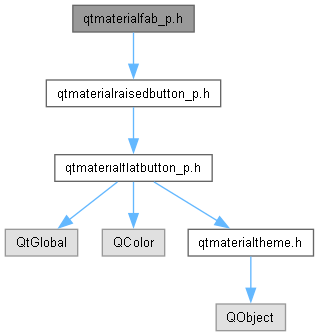 qtmaterialfab_p.h
qtmaterialraisedbutton_p.h
qtmaterialflatbutton_p.h
QtGlobal
QColor
qtmaterialtheme.h
QObject